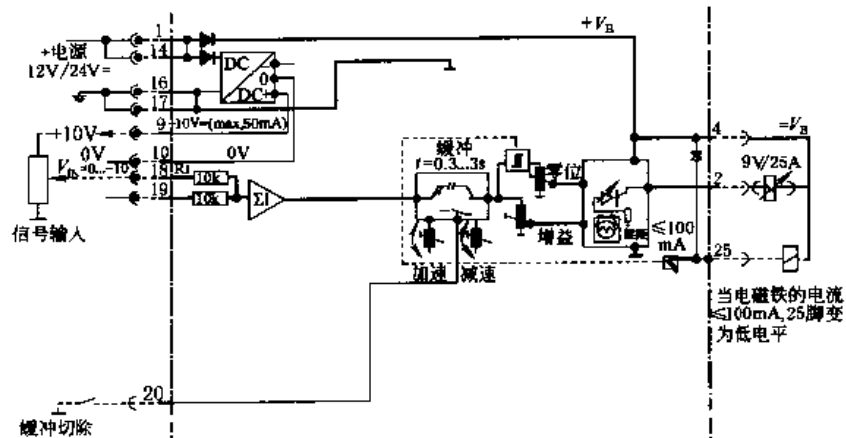 1
+V_B
+电源
12V/24V=
14
DC
0
DC+
16
17
9
-10V=(max,50mA)
+10V
0V
10
0V
V_IN=0…-10
18
R1
10k
19
10k
ΣI
信号输入
缓冲
t=0.3…3s
零位
增益
加速
减速
≤100
mA
4
=V_B
9V/25A
2
25
当电磁铁的电流
≤100mA,25脚变
为低电平
20
缓冲切除